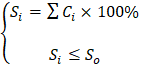 Sᵢ = ∑ Cᵢ × 100%
Sᵢ ≤ Sₒ